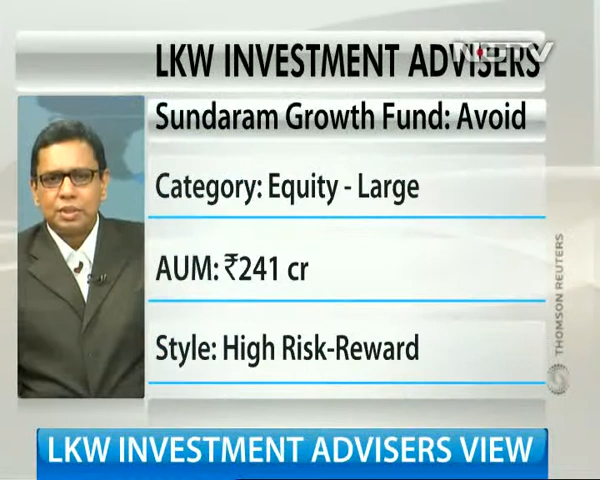 NDTV
LKW INVESTMENT ADVISERS
Sundaram Growth Fund: Avoid
Category: Equity - Large
AUM: ₹241 cr
Style: High Risk-Reward
THOMSON REUTERS
LKW INVESTMENT ADVISERS VIEW